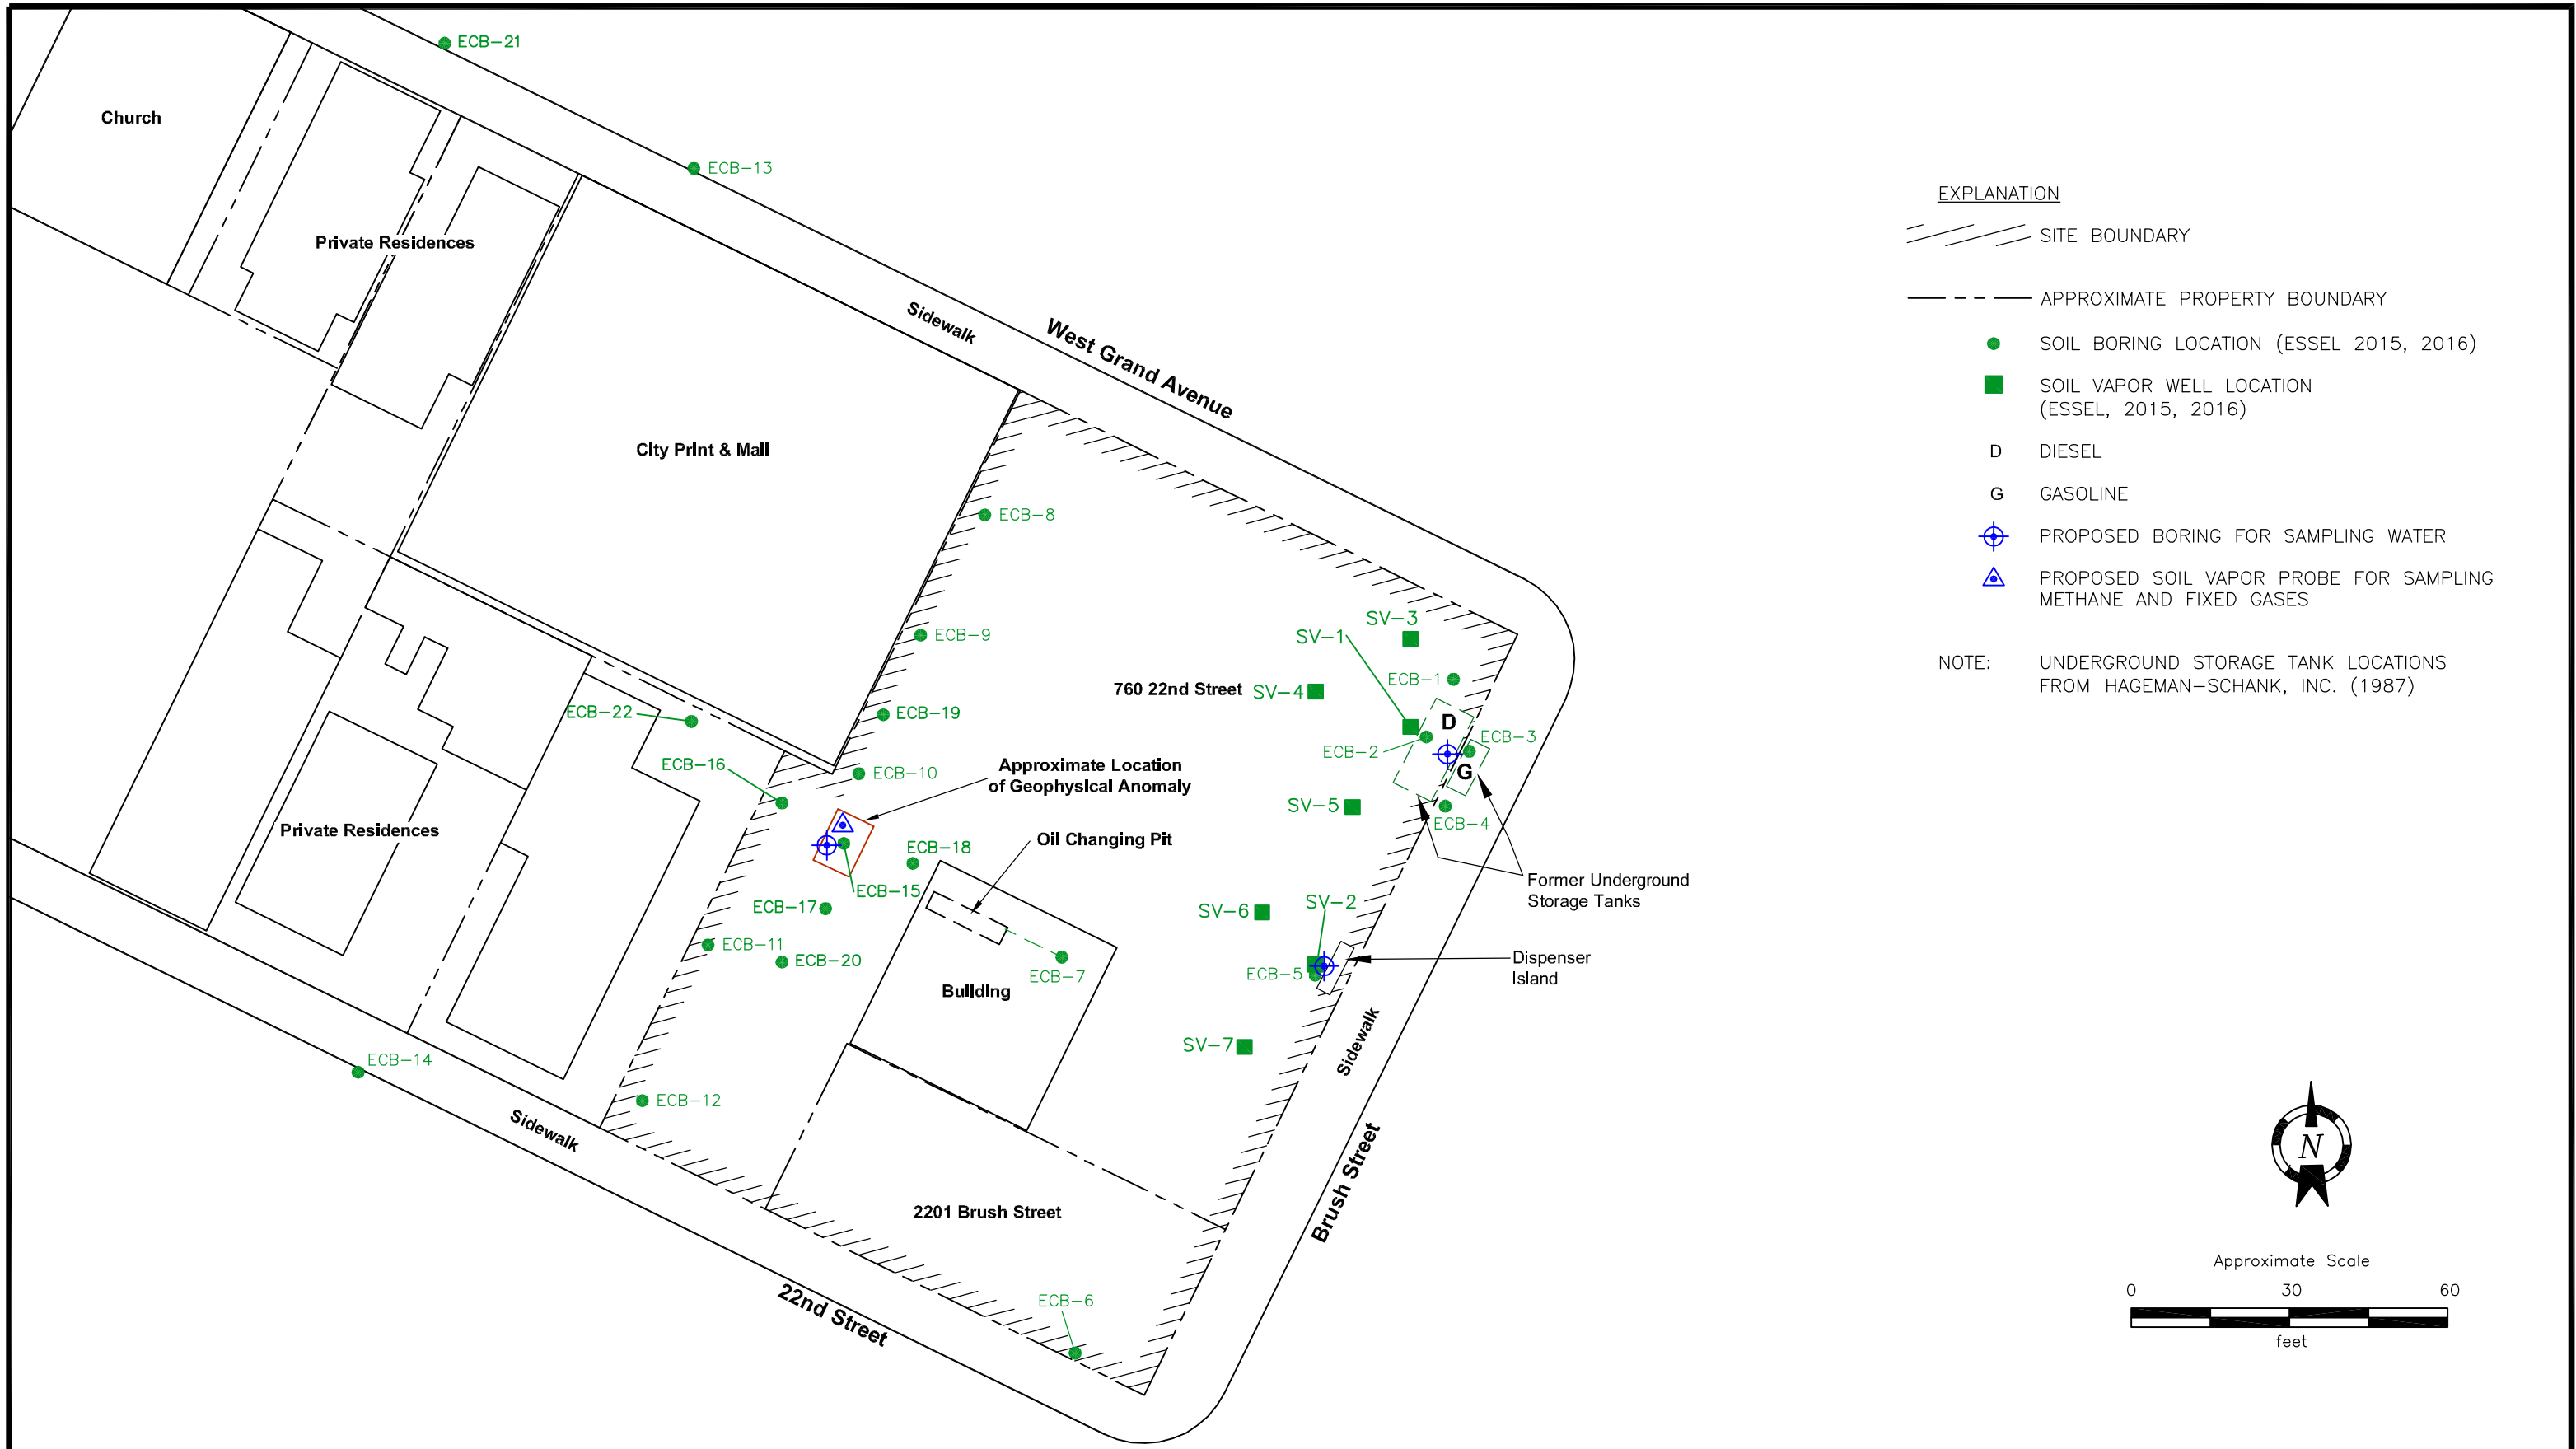 ECB-21
Church
ECB-13
Private Residences
Sidewalk
West Grand Avenue
City Print & Mail
ECB-8
ECB-9
SV-3
SV-1
ECB-1
760 22nd Street
SV-4
ECB-22
ECB-19
D
ECB-3
ECB-2
G
ECB-16
ECB-10
Approximate Location
of Geophysical Anomaly
SV-5
ECB-4
Private Residences
Oil Changing Pit
ECB-18
ECB-15
Former Underground
Storage Tanks
ECB-17
SV-6
SV-2
ECB-11
ECB-20
ECB-7
ECB-5
Dispenser
Island
Building
SV-7
Sidewalk
ECB-14
ECB-12
Sidewalk
Brush Street
2201 Brush Street
22nd Street
ECB-6
EXPLANATION
SITE BOUNDARY
APPROXIMATE PROPERTY BOUNDARY
SOIL BORING LOCATION (ESSEL 2015, 2016)
SOIL VAPOR WELL LOCATION
(ESSEL, 2015, 2016)
D DIESEL
G GASOLINE
PROPOSED BORING FOR SAMPLING WATER
PROPOSED SOIL VAPOR PROBE FOR SAMPLING
METHANE AND FIXED GASES
NOTE: UNDERGROUND STORAGE TANK LOCATIONS
FROM HAGEMAN-SCHANK, INC. (1987)
N
Approximate Scale
0 30 60
feet